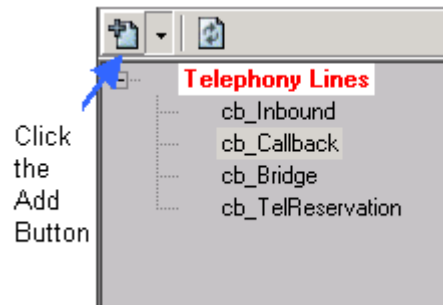 Telephony Lines
cb_Inbound
cb_Callback
cb_Bridge
cb_TelReservation
Click
the
Add
Button